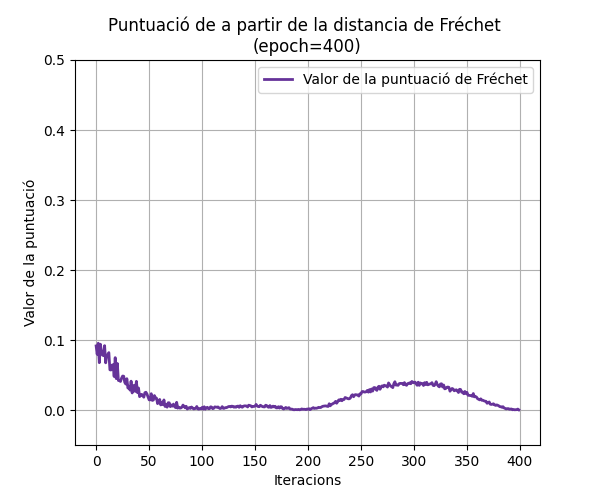 Puntuació de a partir de la distancia de Fréchet
(epoch=400)
Valor de la puntuació de Fréchet
Valor de la puntuació
0.5
0.4
0.3
0.2
0.1
0.0
0 50 100 150 200 250 300 350 400
Iteracions